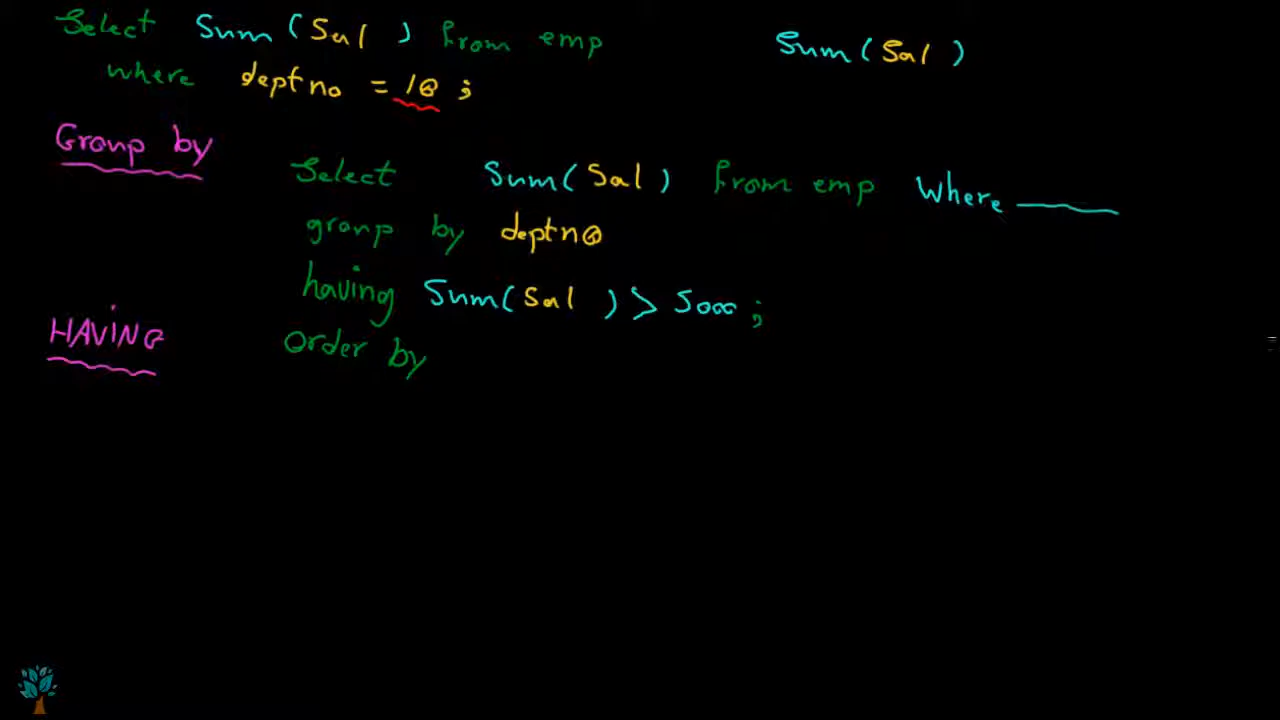 Select Sum(Sal) from emp
where deptno = 10;
Sum(Sal)
Group by
Select Sum(Sal) from emp Where
group by deptno
having Sum(Sal) > 5000;
HAVING
Order by